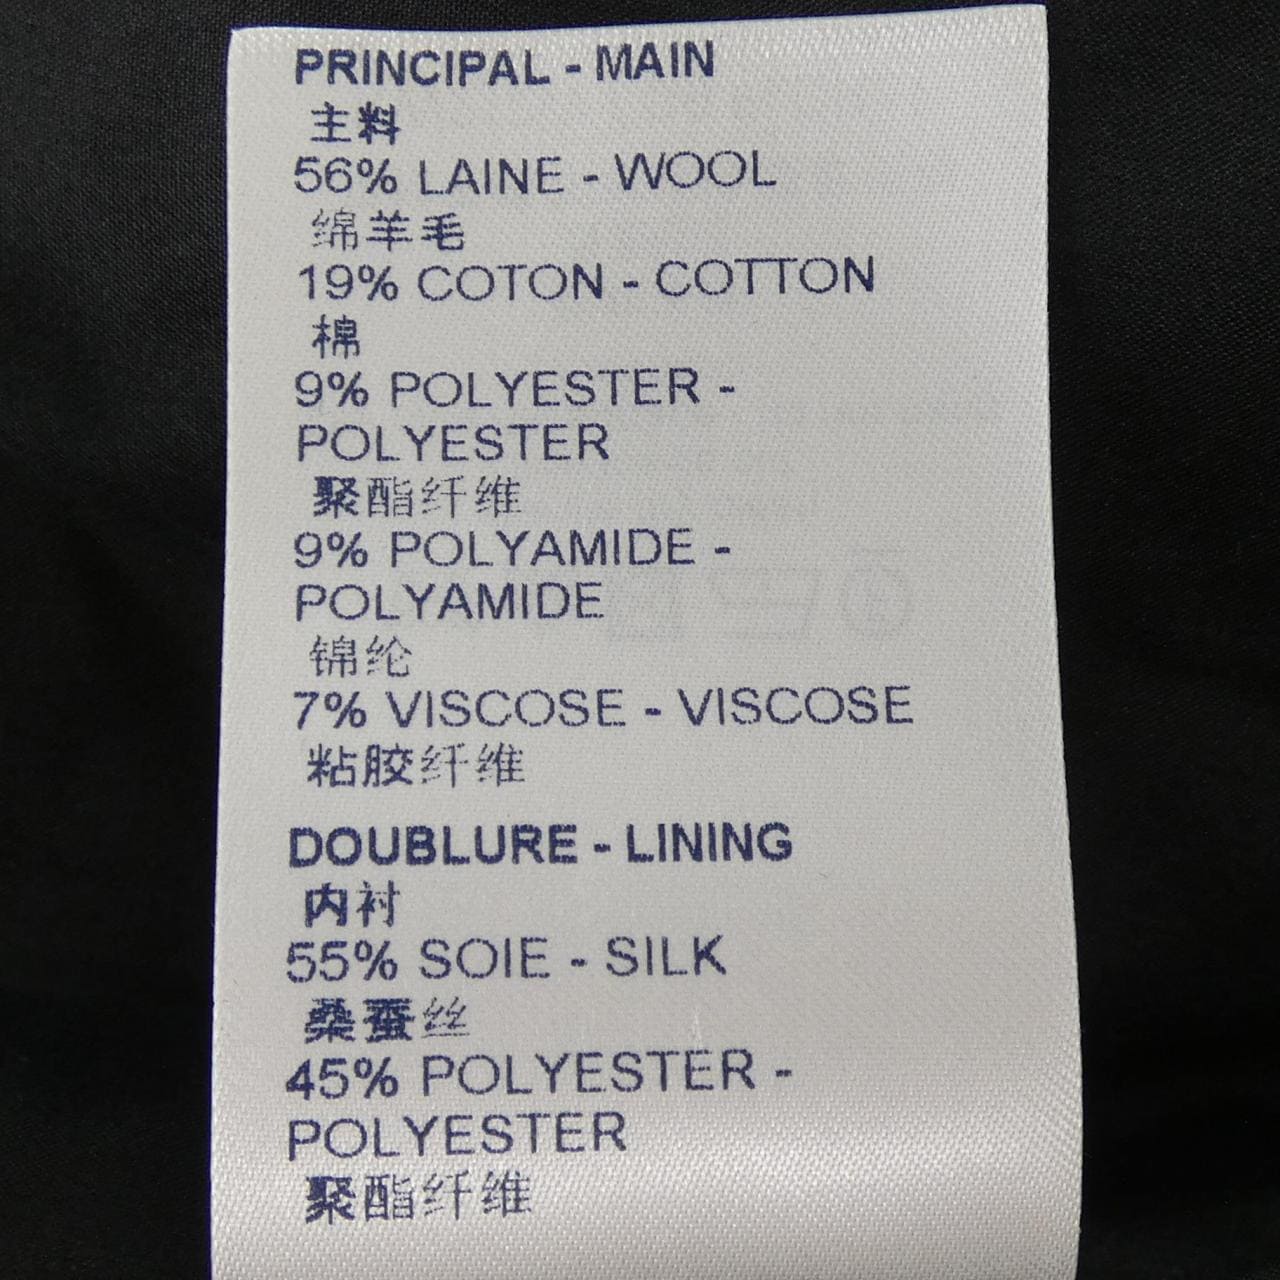 PRINCIPAL - MAIN
主料
56% LAINE - WOOL
绵羊毛
19% COTON - COTTON
棉
9% POLYESTER -
POLYESTER
聚酯纤维
9% POLYAMIDE -
POLYAMIDE
锦纶
7% VISCOSE - VISCOSE
粘胶纤维
DOUBLURE - LINING
内衬
55% SOIE - SILK
桑蚕丝
45% POLYESTER -
POLYESTER
聚酯纤维